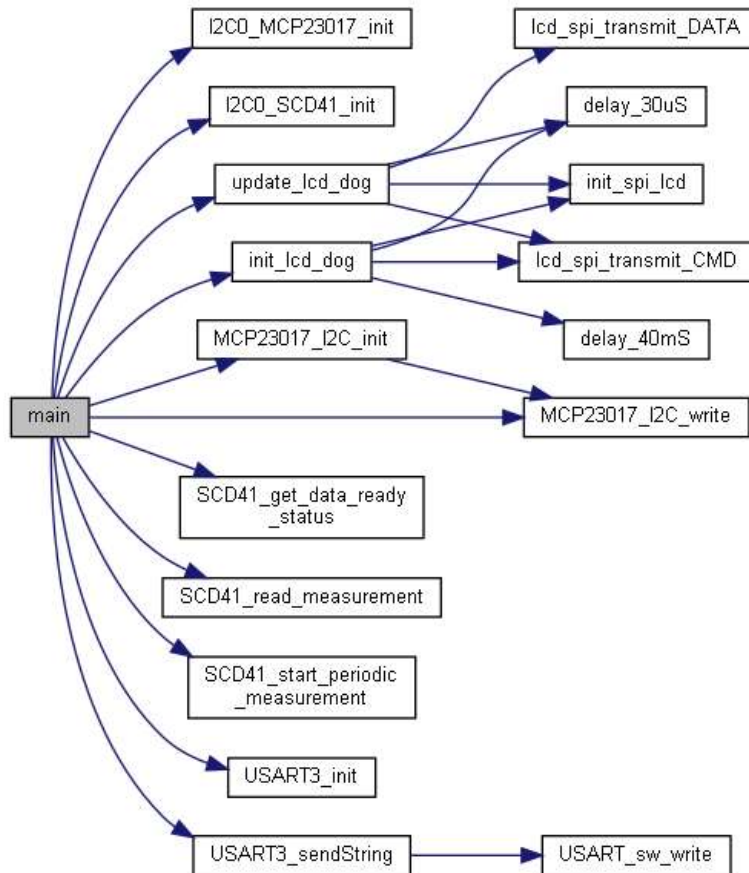 I2C0_MCP23017_init
lcd_spi_transmit_DATA
I2C0_SCD41_init
delay_30uS
update_lcd_dog
init_spi_lcd
init_lcd_dog
lcd_spi_transmit_CMD
MCP23017_I2C_init
delay_40mS
main
MCP23017_I2C_write
SCD41_get_data_ready
_status
SCD41_read_measurement
SCD41_start_periodic
_measurement
USART3_init
USART3_sendString
USART_sw_write